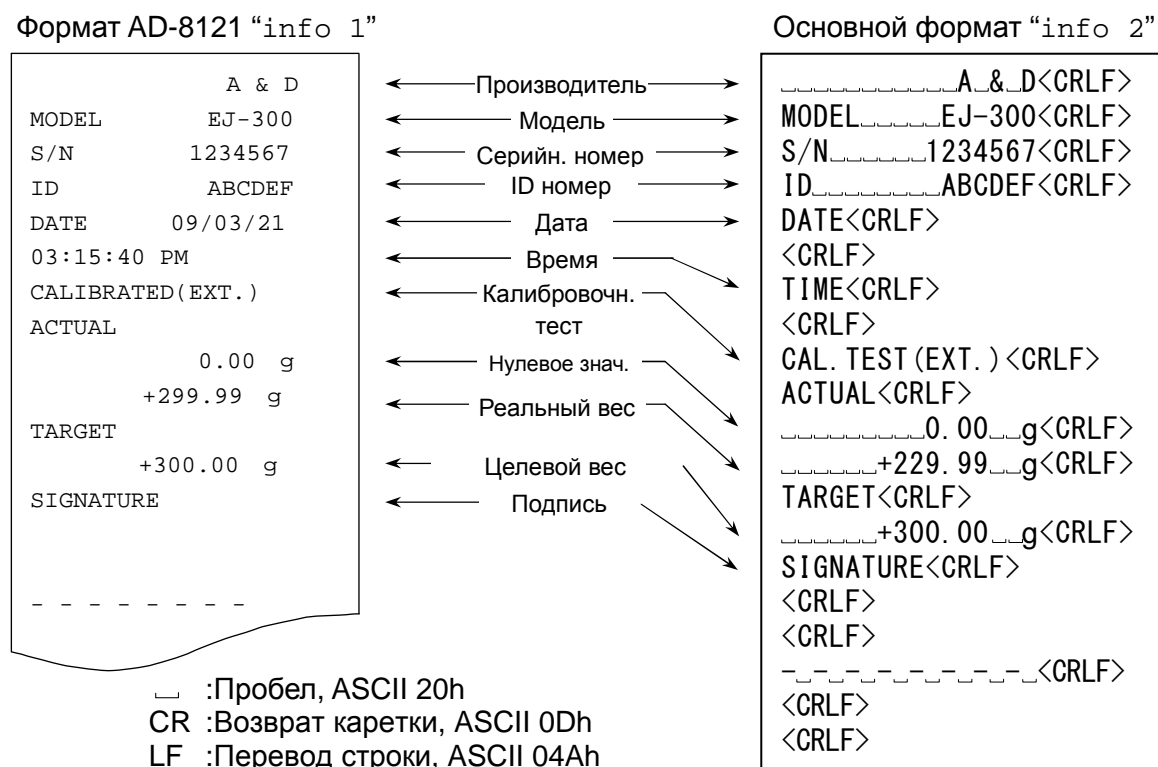 Формат AD-8121 “info 1”
A & D
MODEL EJ-300
S/N 1234567
ID ABCDEF
DATE 09/03/21
03:15:40 PM
CALIBRATED(EXT.)
ACTUAL
0.00 g
+299.99 g
TARGET
+300.00 g
SIGNATURE
- - - - - - - -
Производитель
Модель
Серийн. номер
ID номер
Дата
Время
Калибровочн.
тест
Нулевое знач.
Реальный вес
Целевой вес
Подпись
Основной формат “info 2”
␣␣␣␣␣␣␣␣␣␣␣A␣&␣D<CRLF>
MODEL␣␣␣␣␣EJ-300<CRLF>
S/N␣␣␣␣␣␣1234567<CRLF>
ID␣␣␣␣␣␣␣␣ABCDEF<CRLF>
DATE<CRLF>
<CRLF>
TIME<CRLF>
<CRLF>
CAL.TEST(EXT.)<CRLF>
ACTUAL<CRLF>
␣␣␣␣␣␣␣␣␣0.00␣␣g<CRLF>
␣␣␣␣␣␣+229.99␣␣g<CRLF>
TARGET<CRLF>
␣␣␣␣␣␣+300.00␣␣g<CRLF>
SIGNATURE<CRLF>
<CRLF>
<CRLF>
-␣-␣-␣-␣-␣-␣-␣-␣<CRLF>
<CRLF>
<CRLF>
␣ :Пробел, ASCII 20h
CR :Возврат каретки, ASCII 0Dh
LF :Перевод строки, ASCII 04Ah